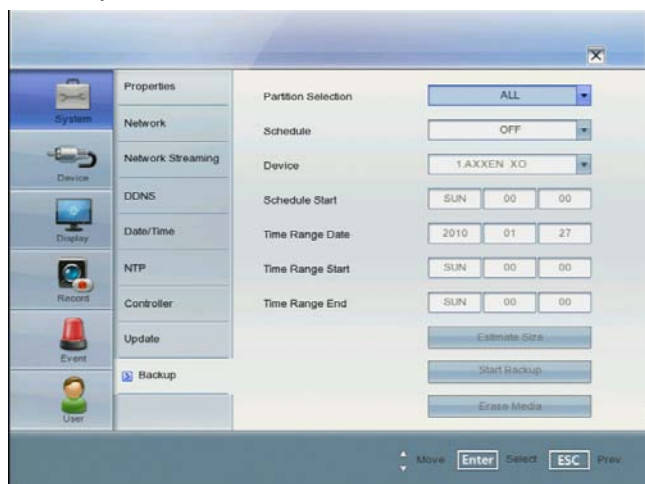 System
Device
Display
Record
Event
User
Properties
Network
Network Streaming
DDNS
Date/Time
NTP
Controller
Update
Backup
Partition Selection ALL
Schedule OFF
Device 1.AXXEN XO
Schedule Start SUN 00 00
Time Range Date 2010 01 27
Time Range Start SUN 00 00
Time Range End SUN 00 00
Estimate Size
Start Backup
Erase Media
Move Enter Select ESC Prev